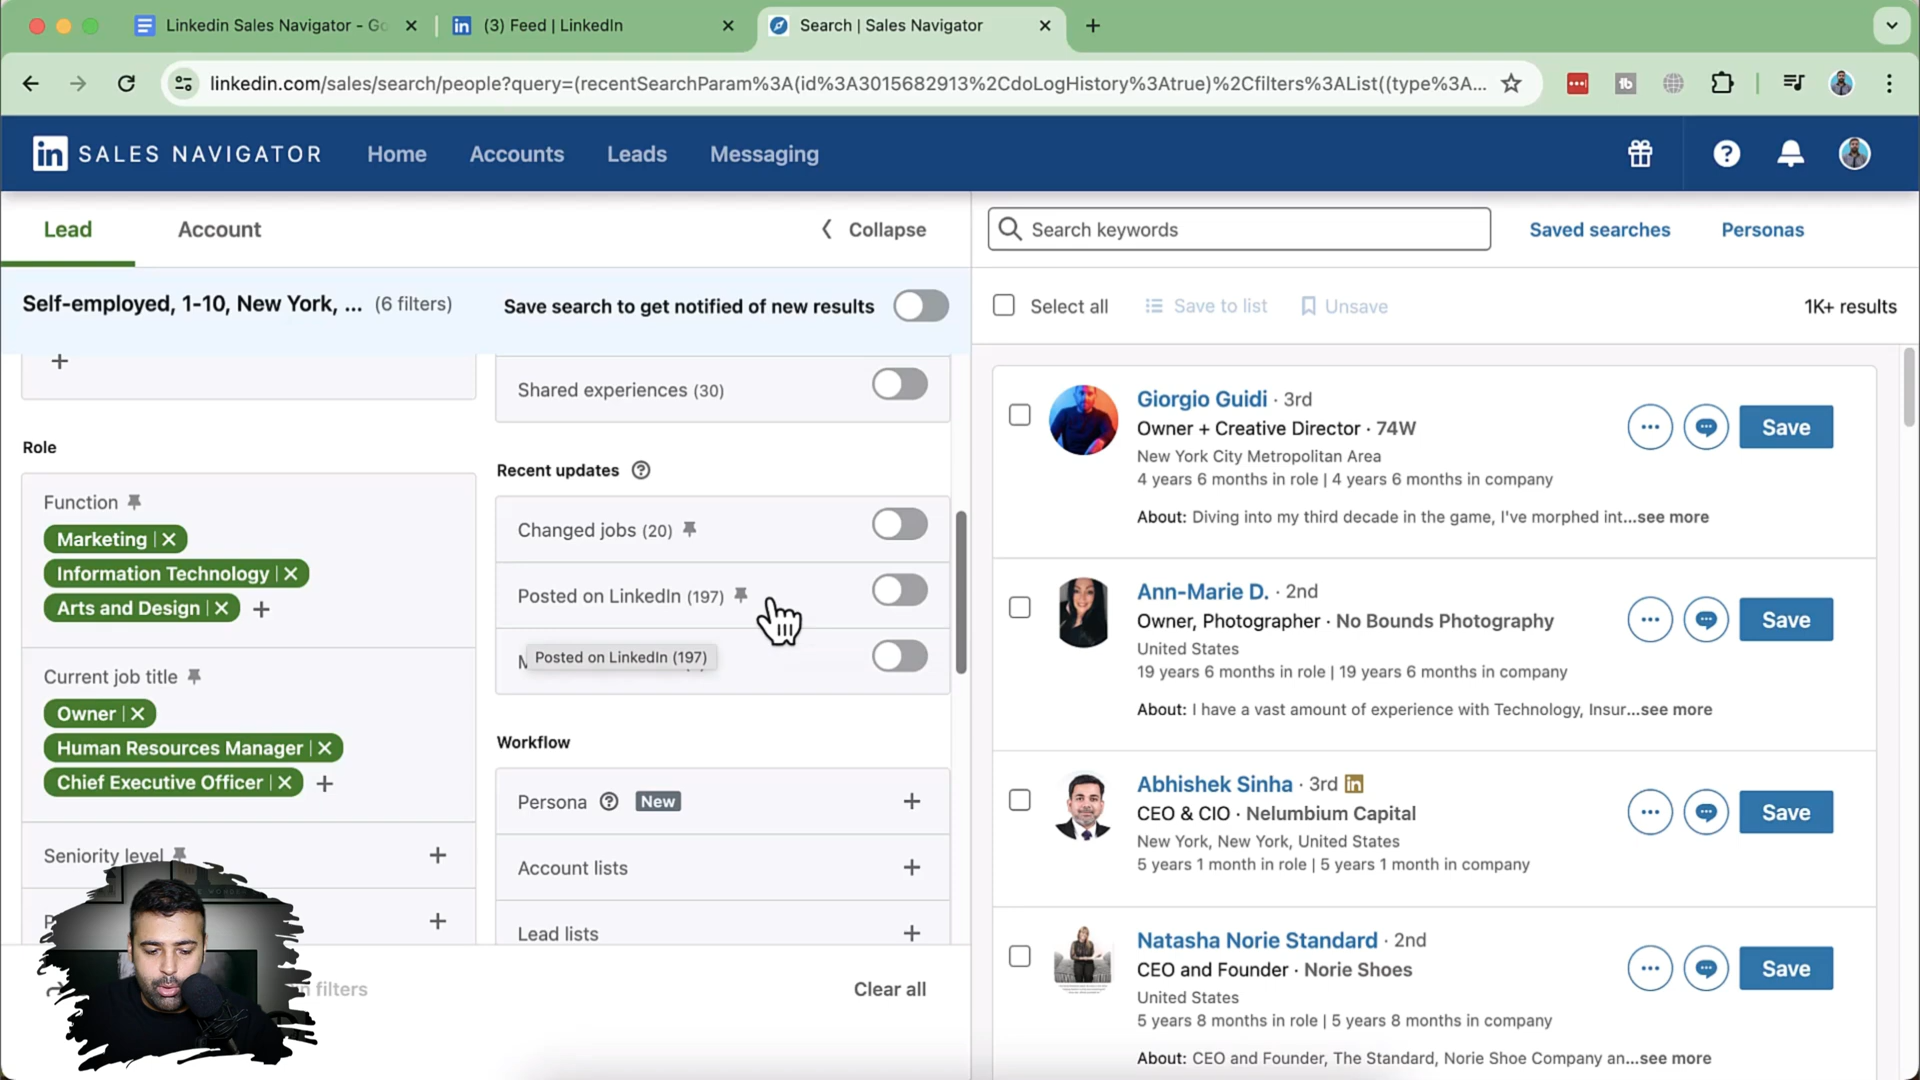 Linkedin Sales Navigator - Go
(3) Feed | LinkedIn
Search | Sales Navigator
linkedin.com/sales/search/people?query=(recentSearchParam%3A(id%3A3015682913%2CdoLogHistory%3Atrue)%2Cfilters%3AList((type%3A...
in SALES NAVIGATOR
Home
Accounts
Leads
Messaging
Lead
Account
Collapse
Search keywords
Saved searches
Personas
Self-employed, 1-10, New York, ... (6 filters)
Save search to get notified of new results
Select all
Save to list
Unsave
1K+ results
Shared experiences (30)
Role
Recent updates
Function
Marketing
Information Technology
Arts and Design
Changed jobs (20)
Posted on LinkedIn (197)
Posted on LinkedIn (197)
Current job title
Owner
Human Resources Manager
Chief Executive Officer
Workflow
Persona New
Account lists
Lead lists
Seniority level
filters
Clear all
Giorgio Guidi · 3rd
Owner + Creative Director · 74W
New York City Metropolitan Area
4 years 6 months in role | 4 years 6 months in company
About: Diving into my third decade in the game, I've morphed int...see more
Save
Ann-Marie D. · 2nd
Owner, Photographer · No Bounds Photography
United States
19 years 6 months in role | 19 years 6 months in company
About: I have a vast amount of experience with Technology, Insur...see more
Save
Abhishek Sinha · 3rd in
CEO & CIO · Nelumbium Capital
New York, New York, United States
5 years 1 month in role | 5 years 1 month in company
Save
Natasha Norie Standard · 2nd
CEO and Founder · Norie Shoes
United States
5 years 8 months in role | 5 years 8 months in company
About: CEO and Founder, The Standard, Norie Shoe Company an...see more
Save